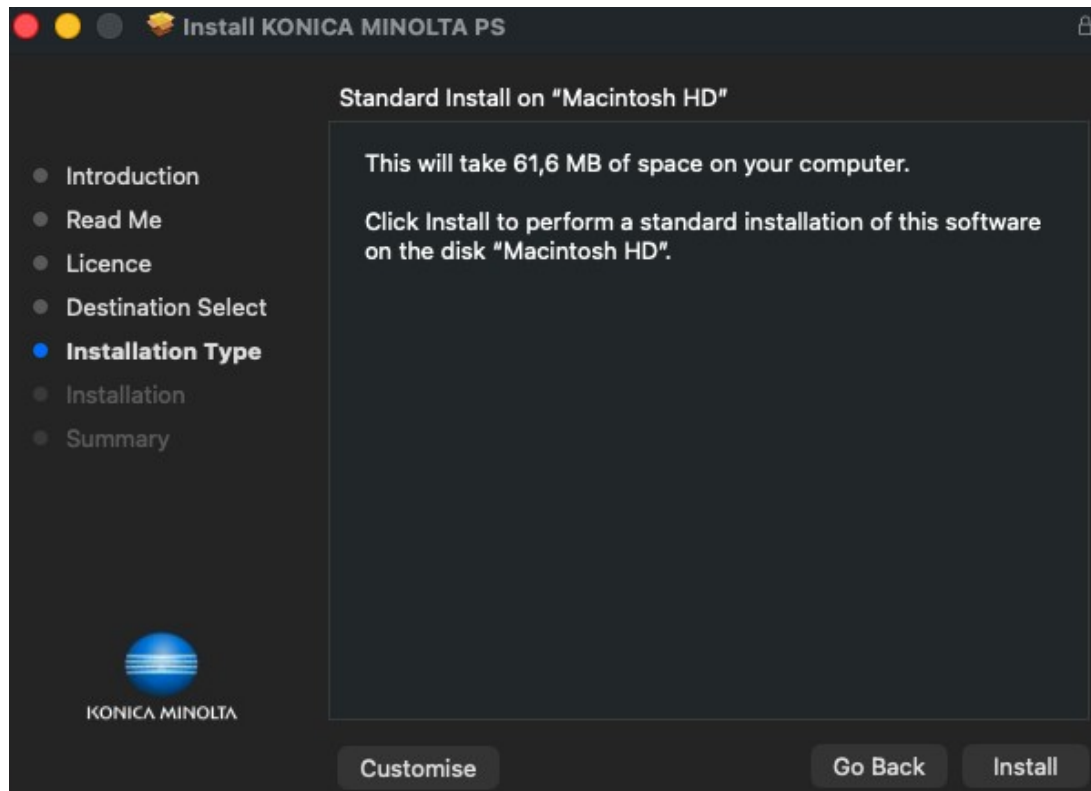 Install KONICA MINOLTA PS
Standard Install on “Macintosh HD”
Introduction
Read Me
Licence
Destination Select
Installation Type
Installation
Summary
This will take 61,6 MB of space on your computer.
Click Install to perform a standard installation of this software
on the disk “Macintosh HD”.
KONICA MINOLTA
Customise
Go Back
Install